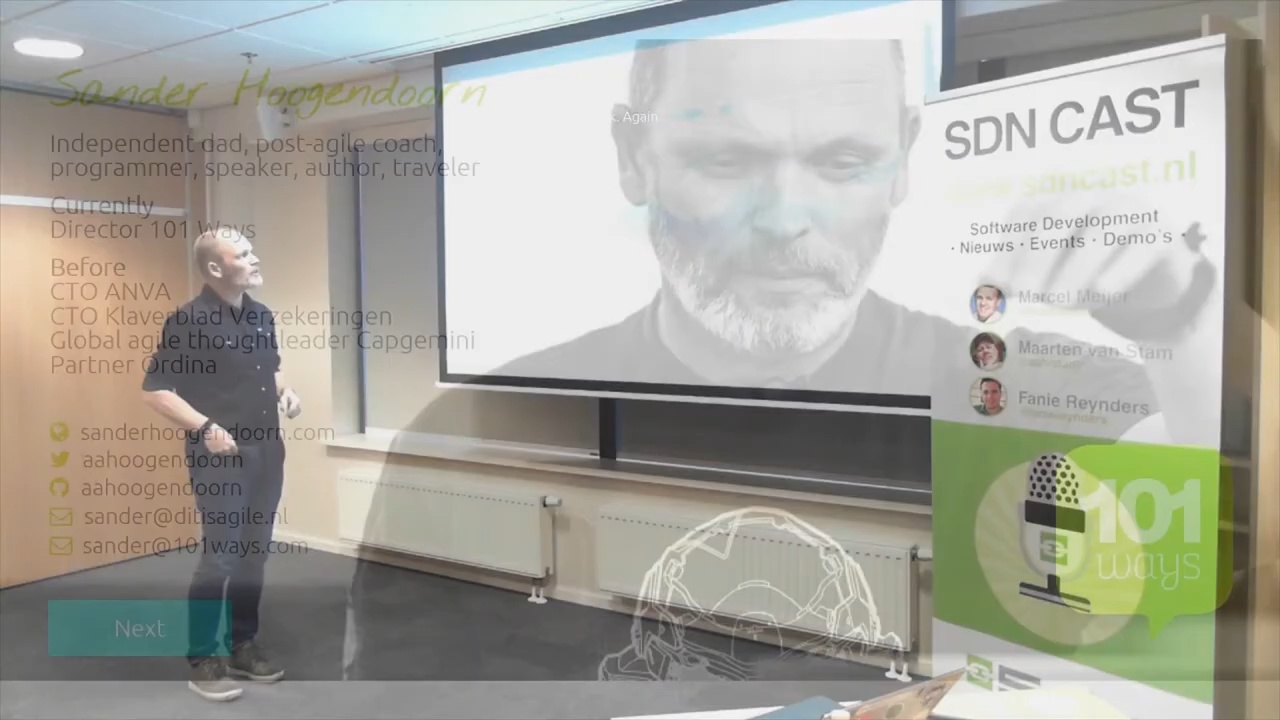 Sander Hoogendoorn
Independent dad, post-agile coach,
programmer, speaker, author, traveler
Currently
Director 101 Ways
Before
CTO ANVA
CTO Klaverblad Verzekeringen
Global agile thoughtleader Capgemini
Partner Ordina
sanderhoogendoorn.com
aahoogendoorn
aahoogendoorn
sander@ditisagile.nl
sander@101ways.com
Next
Again
SDN CAST
www.sdncast.nl
Software Development
· Nieuws · Events · Demo's ·
Marcel Meijer
Maarten van Stam
Fanie Reynders
101
ways